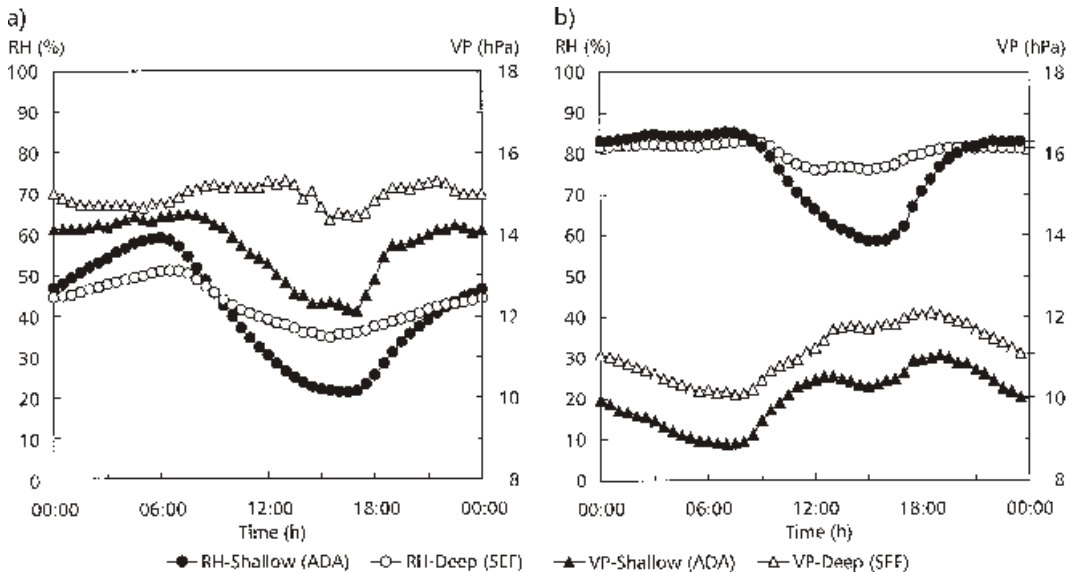 a)
RH (%) VP (hPa)
100 18
90
80 16
70
60 14
50
40 12
30
20 10
10
0 8
00:00 06:00 12:00 18:00 00:00
Time (h)
b)
RH (%) VP (hPa)
100 18
90
80 16
70
60 14
50
40 12
30
20 10
10
0 8
00:00 06:00 12:00 18:00 00:00
Time (h)
RH-Shallow (ADA) RH-Deep (SEF) VP-Shallow (ADA) VP-Deep (SEF)